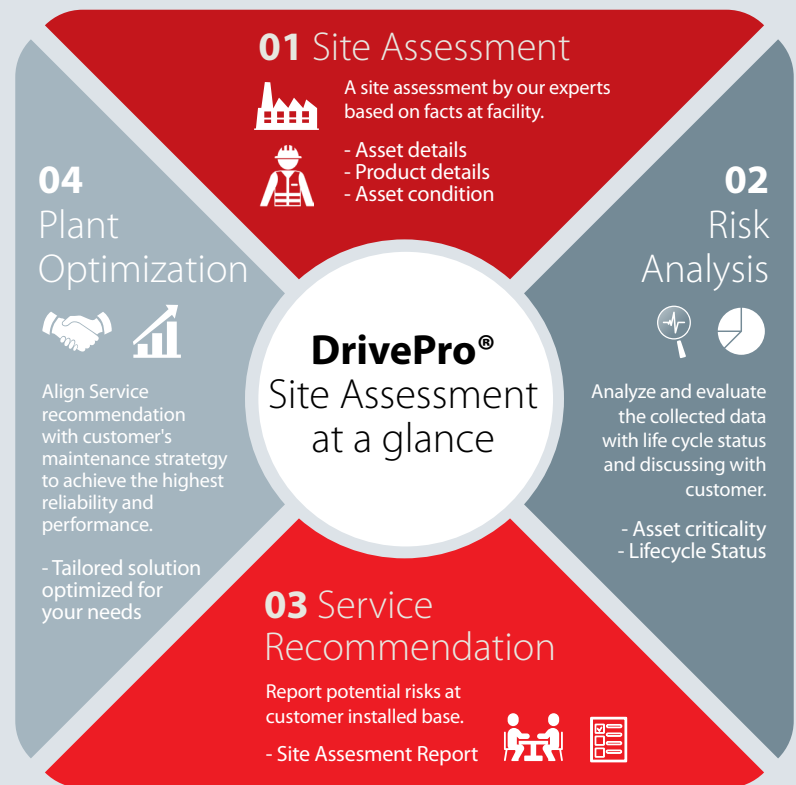 01 Site Assessment
A site assessment by our experts
based on facts at facility.
- Asset details
- Product details
- Asset condition
02
Risk
Analysis
Analyze and evaluate
the collected data
with life cycle status
and discussing with
customer.
- Asset criticality
- Lifecycle Status
03 Service
Recommendation
Report potential risks at
customer installed base.
- Site Assesment Report
04
Plant
Optimization
Align Service
recommendation
with customer's
maintenance stratetgy
to achieve the highest
reliability and
performance.
- Tailored solution
optimized for
your needs
DrivePro®
Site Assessment
at a glance